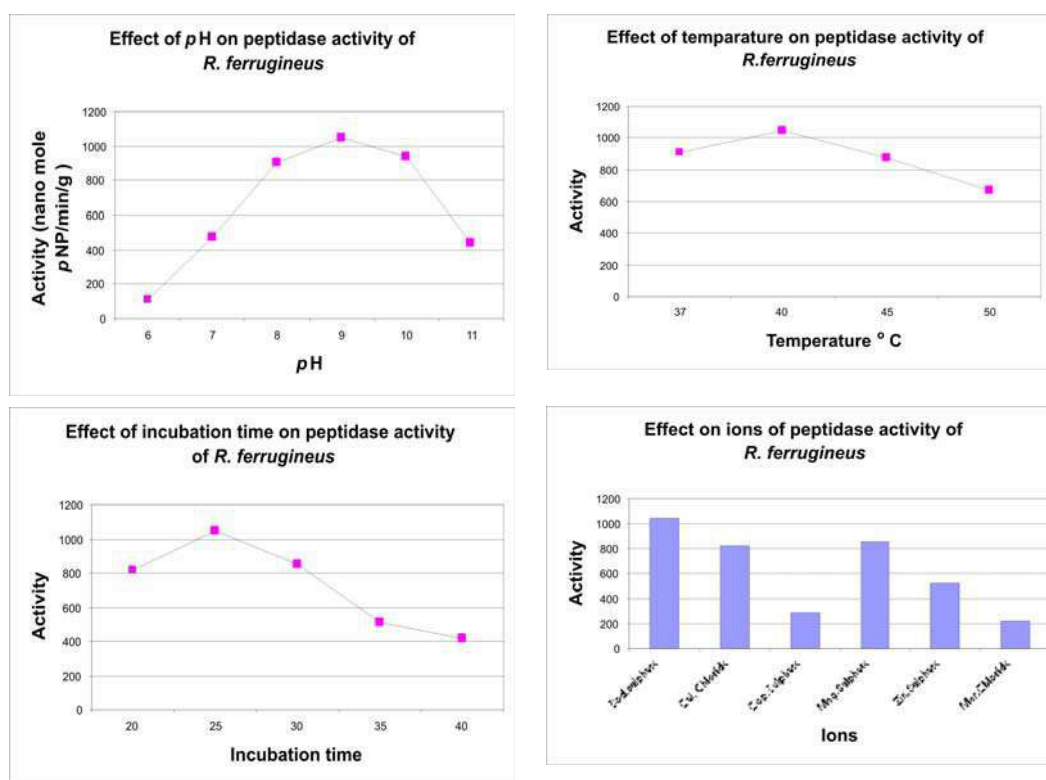 Effect of pH on peptidase activity of
R. ferrugineus
Activity (nano mole
pNP/min/g )
1200
1000
800
600
400
200
0
6 7 8 9 10 11
pH
Effect of temparature on peptidase activity of
R.ferrugineus
Activity
1200
1000
800
600
400
200
0
37 40 45 50
Temperature ° C
Effect of incubation time on peptidase activity
of R. ferrugineus
Activity
1200
1000
800
600
400
200
0
20 25 30 35 40
Incubation time
Effect on ions of peptidase activity of
R. ferrugineus
Activity
1200
1000
800
600
400
200
0
Chloride
Ions